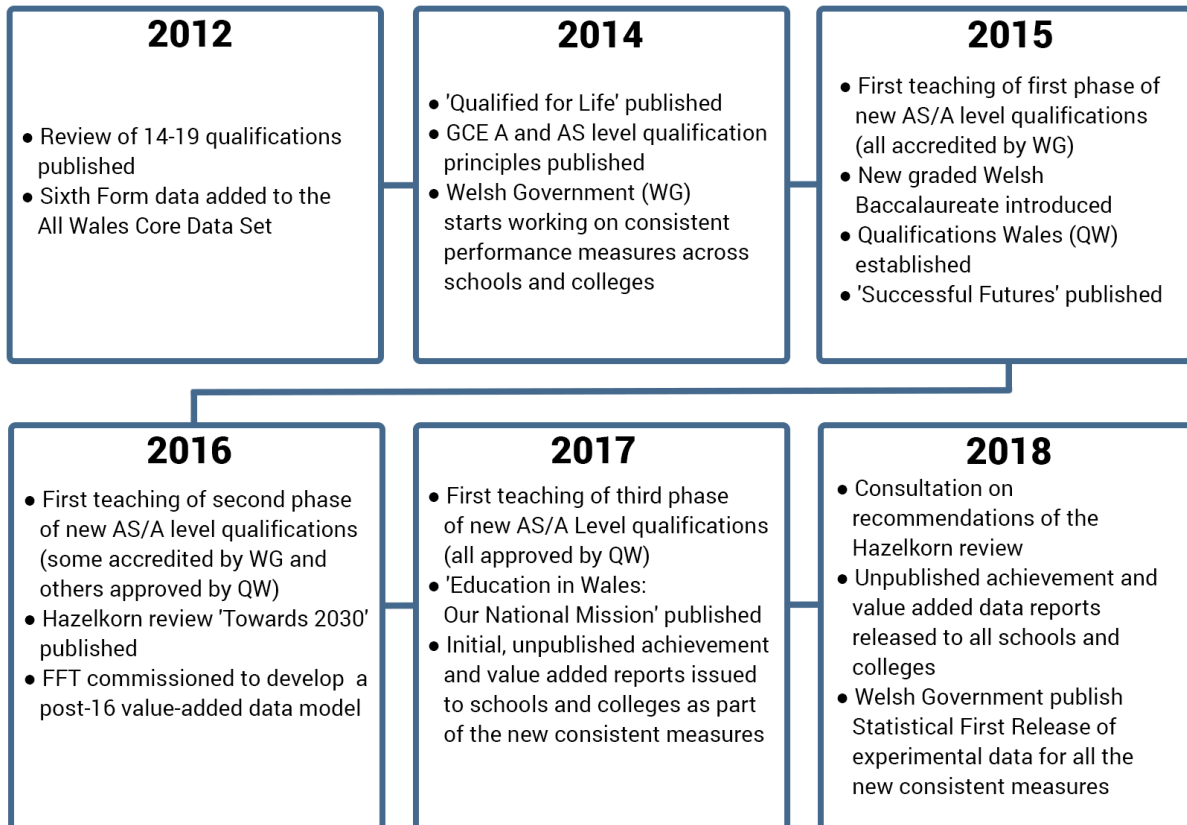 2012
● Review of 14-19 qualifications
published
● Sixth Form data added to the
All Wales Core Data Set
2014
● 'Qualified for Life' published
● GCE A and AS level qualification
principles published
● Welsh Government (WG)
starts working on consistent
performance measures across
schools and colleges
2015
● First teaching of first phase of
new AS/A level qualifications
(all accredited by WG)
● New graded Welsh
Baccalaureate introduced
● Qualifications Wales (QW)
established
● 'Successful Futures' published
2016
● First teaching of second phase
of new AS/A level qualifications
(some accredited by WG and
others approved by QW)
● Hazelkorn review 'Towards 2030'
published
● FFT commissioned to develop a
post-16 value-added data model
2017
● First teaching of third phase
of new AS/A Level qualifications
(all approved by QW)
● 'Education in Wales:
Our National Mission' published
● Initial, unpublished achievement
and value added reports issued
to schools and colleges as part
of the new consistent measures
2018
● Consultation on
recommendations of the
Hazelkorn review
● Unpublished achievement and
value added data reports
released to all schools and
colleges
● Welsh Government publish
Statistical First Release of
experimental data for all the
new consistent measures